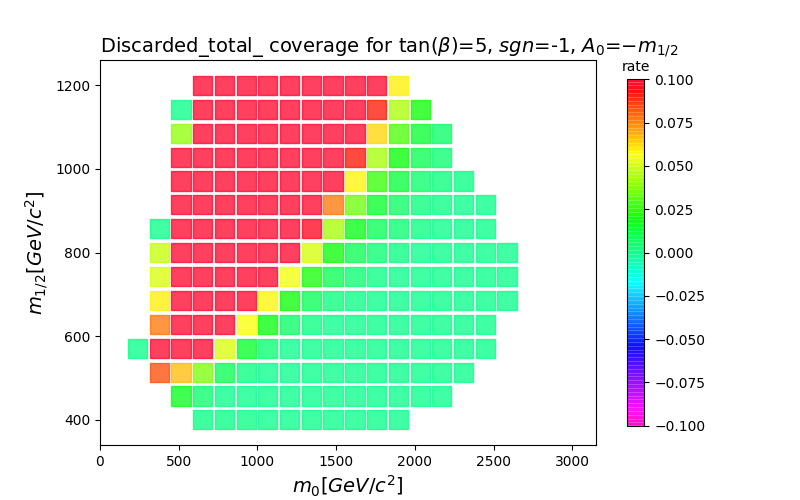 Discarded_total_ coverage for tan(β)=5, sgn=-1, A₀=−m₁/₂
rate
1200
1000
800
600
400
m₁/₂[GeV/c²]
0 500 1000 1500 2000 2500 3000
m₀[GeV/c²]
0.100
0.075
0.050
0.025
0.000
−0.025
−0.050
−0.075
−0.100